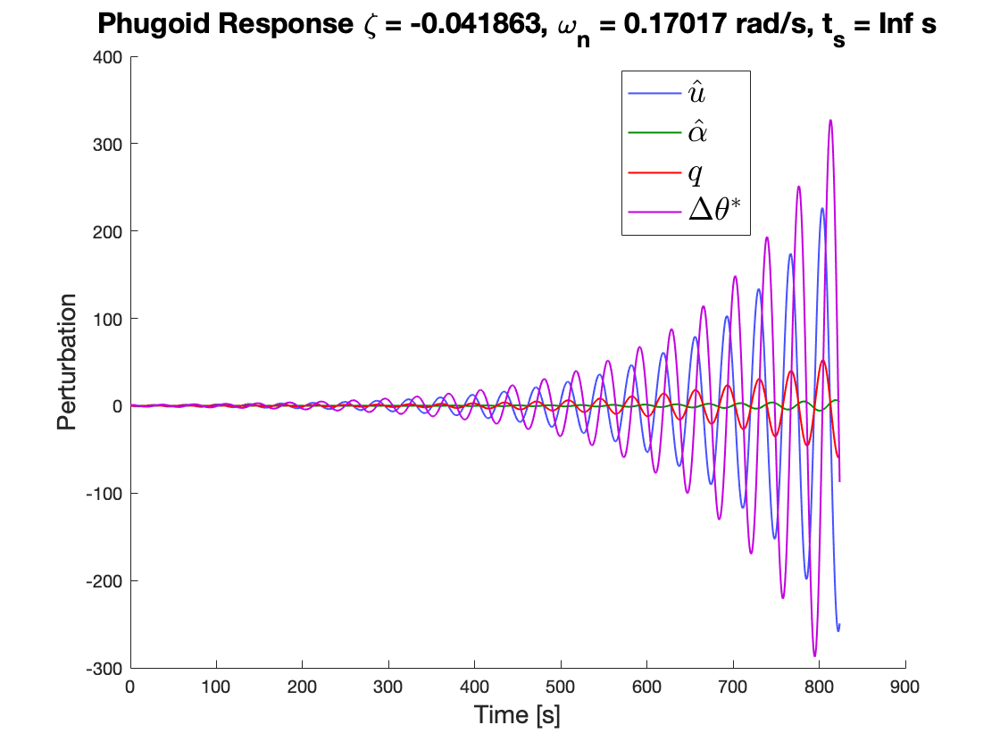 Phugoid Response ζ = -0.041863, ωn = 0.17017 rad/s, ts = Inf s
400
300
200
100
0
-100
-200
-300
Perturbation
û
α̂
q
Δθ*
0 100 200 300 400 500 600 700 800 900
Time [s]